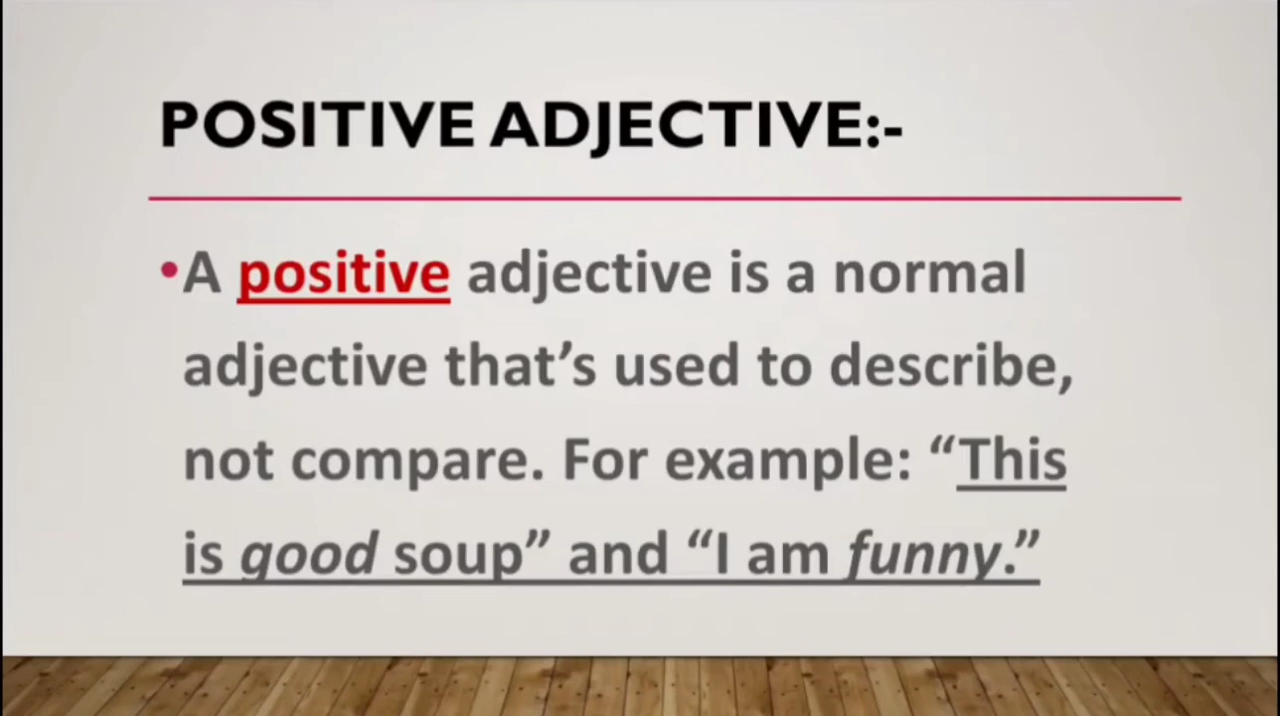 POSITIVE ADJECTIVE:-
•A positive adjective is a normal
adjective that’s used to describe,
not compare. For example: “This
is good soup” and “I am funny.”